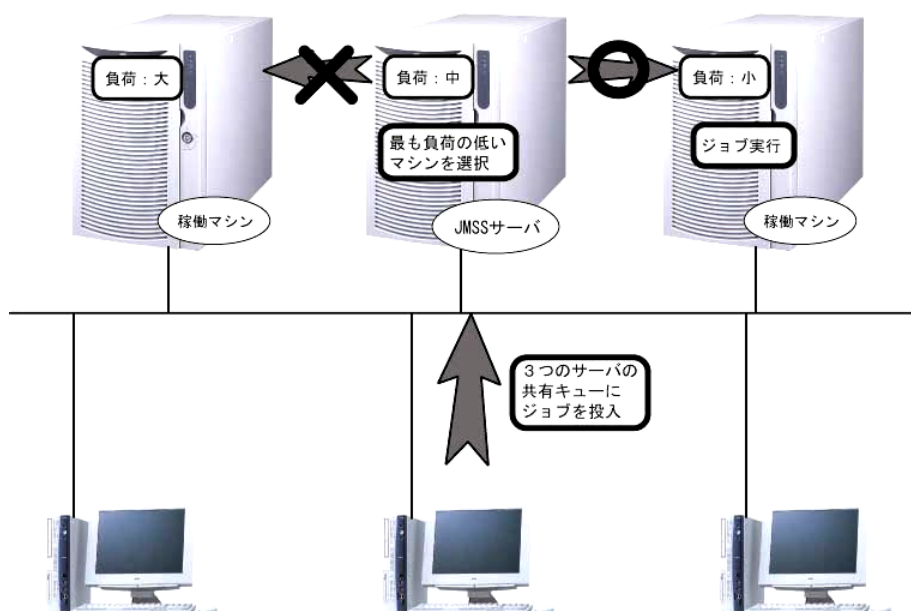 負荷：大
負荷：中
負荷：小
最も負荷の低い
マシンを選択
ジョブ実行
稼働マシン
JMSSサーバ
稼働マシン
３つのサーバの
共有キューに
ジョブを投入